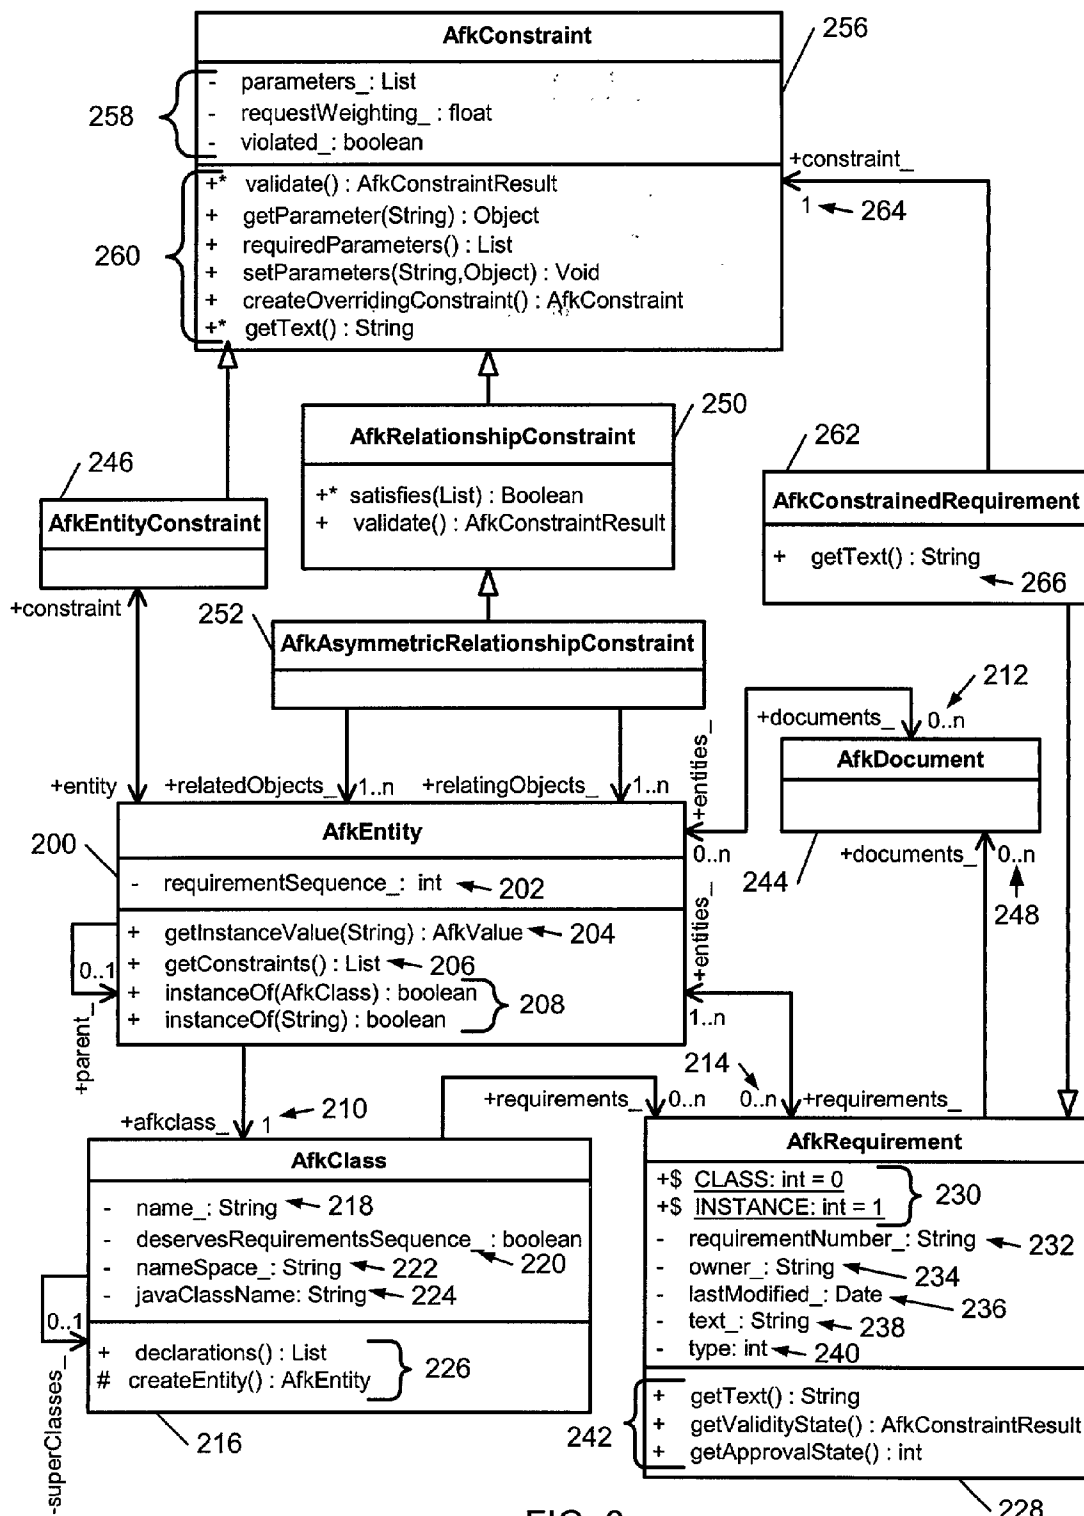 AfkConstraint
256
- parameters_: List
- requestWeighting_ : float
- violated_: boolean
258
+constraint_
1
264
+* validate() : AfkConstraintResult
+ getParameter(String) : Object
+ requiredParameters() : List
+ setParameters(String,Object) : Void
+ createOverridingConstraint() : AfkConstraint
+* getText() : String
260
250
AfkRelationshipConstraint
+* satisfies(List) : Boolean
+ validate() : AfkConstraintResult
262
AfkConstrainedRequirement
+ getText() : String
266
246
AfkEntityConstraint
+constraint
252
AfkAsymmetricRelationshipConstraint
212
+documents_
0..n
AfkDocument
244
+documents_
0..n
248
+entity
+relatedObjects_
1..n
+relatingObjects_
1..n
+entities_
0..n
AfkEntity
200
- requirementSequence_: int
202
+ getInstanceValue(String) : AfkValue
204
+ getConstraints() : List
206
+ instanceOf(AfkClass) : boolean
+ instanceOf(String) : boolean
208
0..1
+parent_
+entities_
1..n
214
0..n
+requirements_
+requirements_
0..n
210
+afkclass_
1
AfkClass
- name_: String
218
- deservesRequirementsSequence_: boolean
220
- nameSpace_: String
222
- javaClassName: String
224
+ declarations() : List
# createEntity() : AfkEntity
226
0..1
-superClasses_
216
AfkRequirement
+$ CLASS: int = 0
+$ INSTANCE: int = 1
230
- requirementNumber_: String
232
- owner_: String
234
- lastModified_: Date
236
- text_: String
238
- type: int
240
+ getText() : String
+ getValidityState() : AfkConstraintResult
+ getApprovalState() : int
242
228